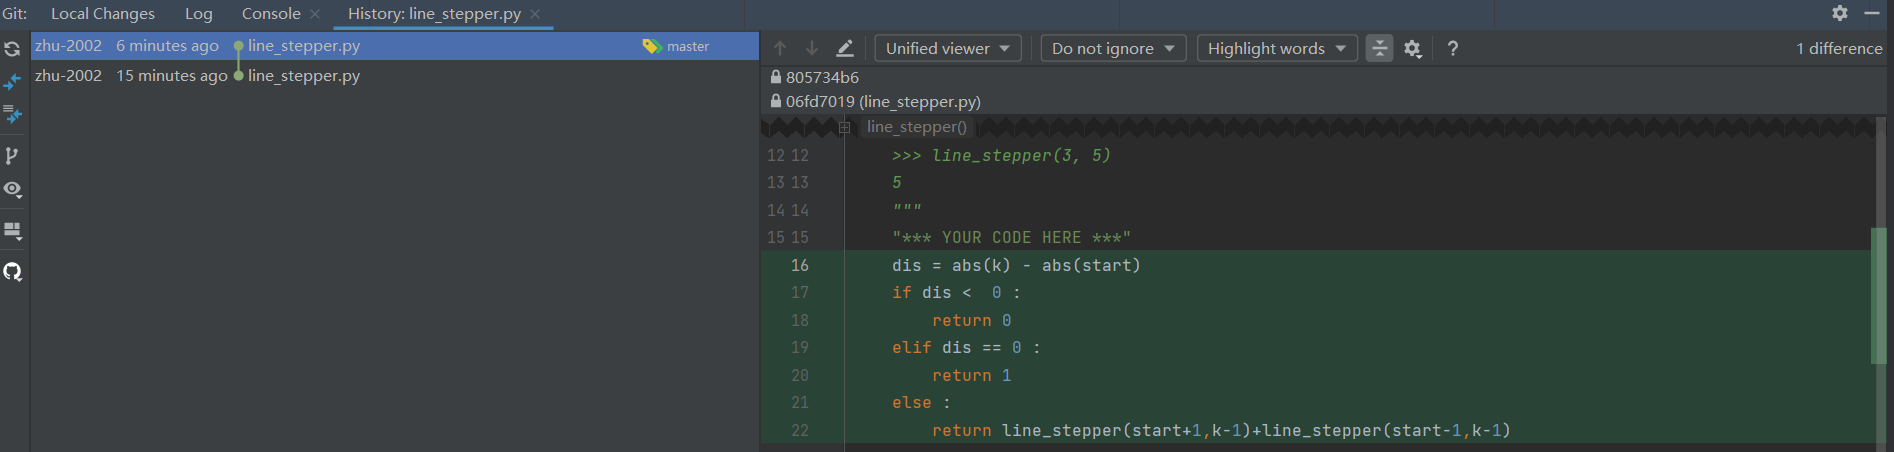 Git: Local Changes Log Console History: line_stepper.py
zhu-2002 6 minutes ago line_stepper.py master
zhu-2002 15 minutes ago line_stepper.py
Unified viewer Do not ignore Highlight words ? 1 difference
805734b6
06fd7019 (line_stepper.py)
line_stepper()
12 12 >>> line_stepper(3, 5)
13 13 5
14 14 """
15 15 "*** YOUR CODE HERE ***"
16 dis = abs(k) - abs(start)
17 if dis <  0 :
18 return 0
19 elif dis == 0 :
20 return 1
21 else :
22 return line_stepper(start+1,k-1)+line_stepper(start-1,k-1)